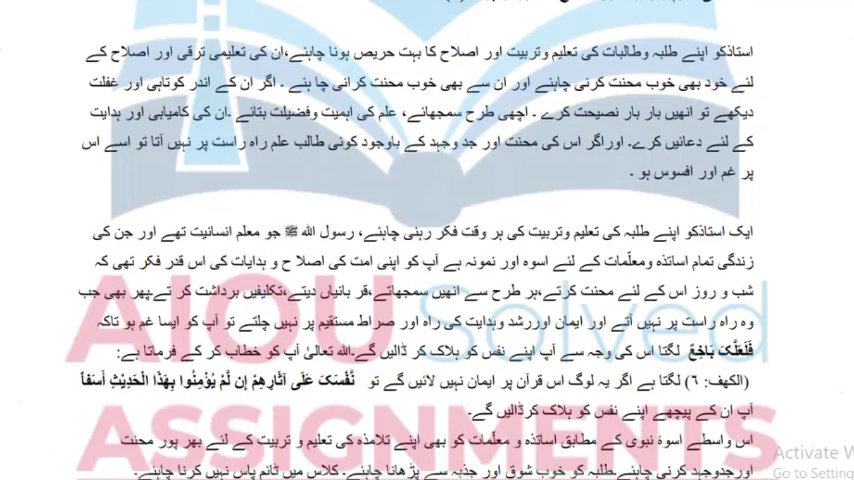 استاذکو اپنے طلبہ وطالبات کی تعلیم وتربیت اور اصلاح کا بہت حریص ہونا چاہئے،ان کی تعلیمی ترقی اور اصلاح کے
لئے خود بھی خوب محنت کرنی چاہئے اور ان سے بھی خوب محنت کرانی چا ہئے ۔ اگر ان کے اندر کوتاہی اور غفلت
دیکھے تو انھیں بار بار نصیحت کرے ۔ اچھی طرح سمجھائے، علم کی اہمیت وفضیلت بتائے ۔ان کی کامیابی اور ہدایت
کے لئے دعائیں کرے۔ اوراگر اس کی محنت اور جد وجہد کے باوجود کوئی طالب علم راہ راست پر نہیں آتا تو اسے اس
پر غم اور افسوس ہو ۔
ایک استاذکو اپنے طلبہ کی تعلیم وتربیت کی ہر وقت فکر رہنی چاہئے، رسول اللہ ﷺ جو معلم انسانیت تھے اور جن کی
زندگی تمام اساتذہ ومعلّمات کے لئے اسوہ اور نمونہ ہے آپ کو اپنی امت کی اصلا ح و ہدایات کی اس قدر فکر تھی کہ
شب و روز اس کے لئے محنت کرتے،ہر طرح سے انھیں سمجھاتے،قر بانیاں دیتے،تکلیفیں برداشت کر تے۔پھر بھی جب
وہ راہ راست پر نہیں آتے اور ایمان اوررشد وہدایت کی راہ اور صراط مستقیم پر نہیں چلتے تو آپ کو ایسا غم ہو تاکہ
فَلَعَلَّکَ بَاخِعٌ لگتا اس کی وجہ سے آپ اپنے نفس کو ہلاک کر ڈالیں گے۔اللہ تعالیٰ آپ کو خطاب کر کے فرماتا ہے:
(الکھف: ٦) لگتا ہے اگر یہ لوگ اس قرآن پر ایمان نہیں لائیں گے تو نَّفْسَکَ عَلَی آثَارِهِمْ إِن لَّمْ يُؤْمِنُوا بِهَذَا الْحَدِيْثِ أَسَفاً
آپ ان کے پیچھے اپنے نفس کو ہلاک کرڈالیں گے۔
اس واسطے اسوۂ نبوی کے مطابق اساتذہ و معلّمات کو بھی اپنے تلامذہ کی تعلیم و تربیت کے لئے بھر پور محنت
اورجدوجہد کرنی چاہئے۔طلبہ کو خوب شوق اور جذبہ سے پڑھانا چاہئے۔ کلاس میں ٹائم پاس نہیں کرنا چاہئے۔
AIOU Solved
ASSIGNMENTS
Activate W
Go to Setting